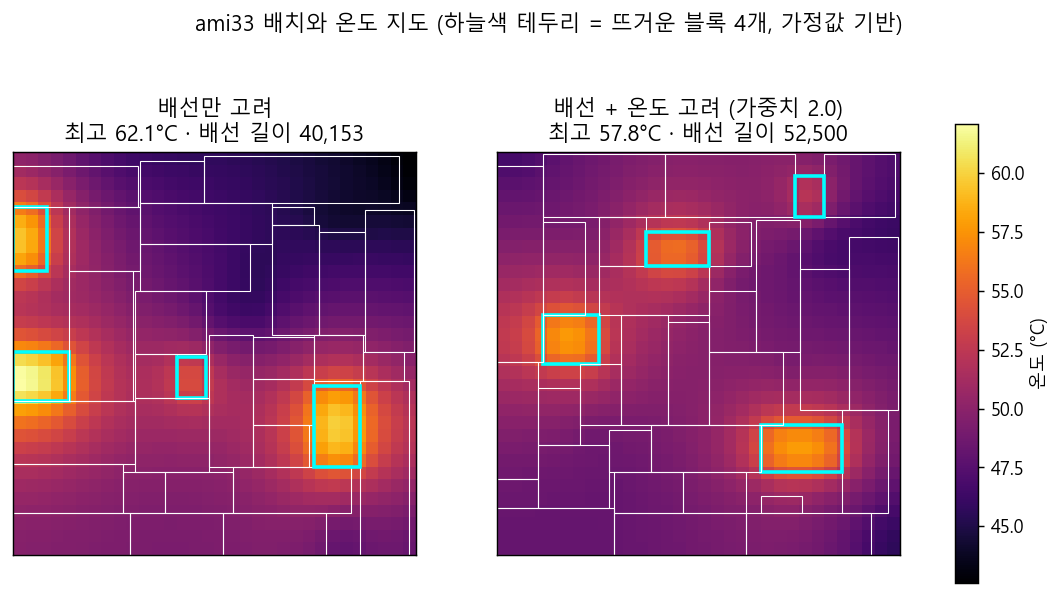 ami33 배치와 온도 지도 (하늘색 테두리 = 뜨거운 블록 4개, 가정값 기반)
배선만 고려
최고 62.1°C · 배선 길이 40,153
배선 + 온도 고려 (가중치 2.0)
최고 57.8°C · 배선 길이 52,500
60.0
57.5
55.0
52.5
50.0
47.5
45.0
온도 (°C)